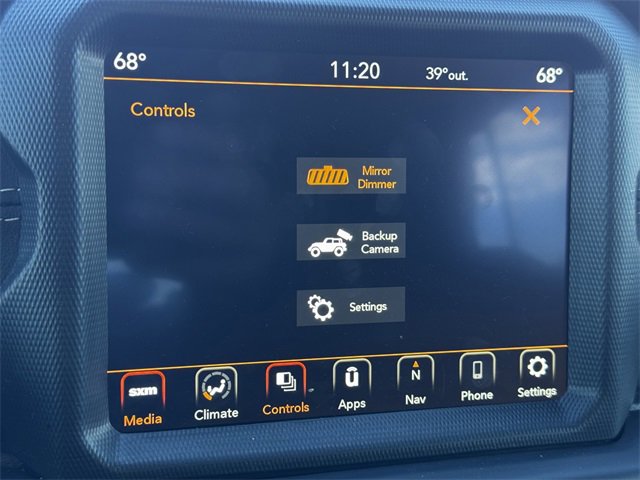 68° 11:20 39°out. 68°
Controls
Mirror
Dimmer
Backup
Camera
Settings
sxm
N
Media Climate Controls Apps Nav Phone Settings